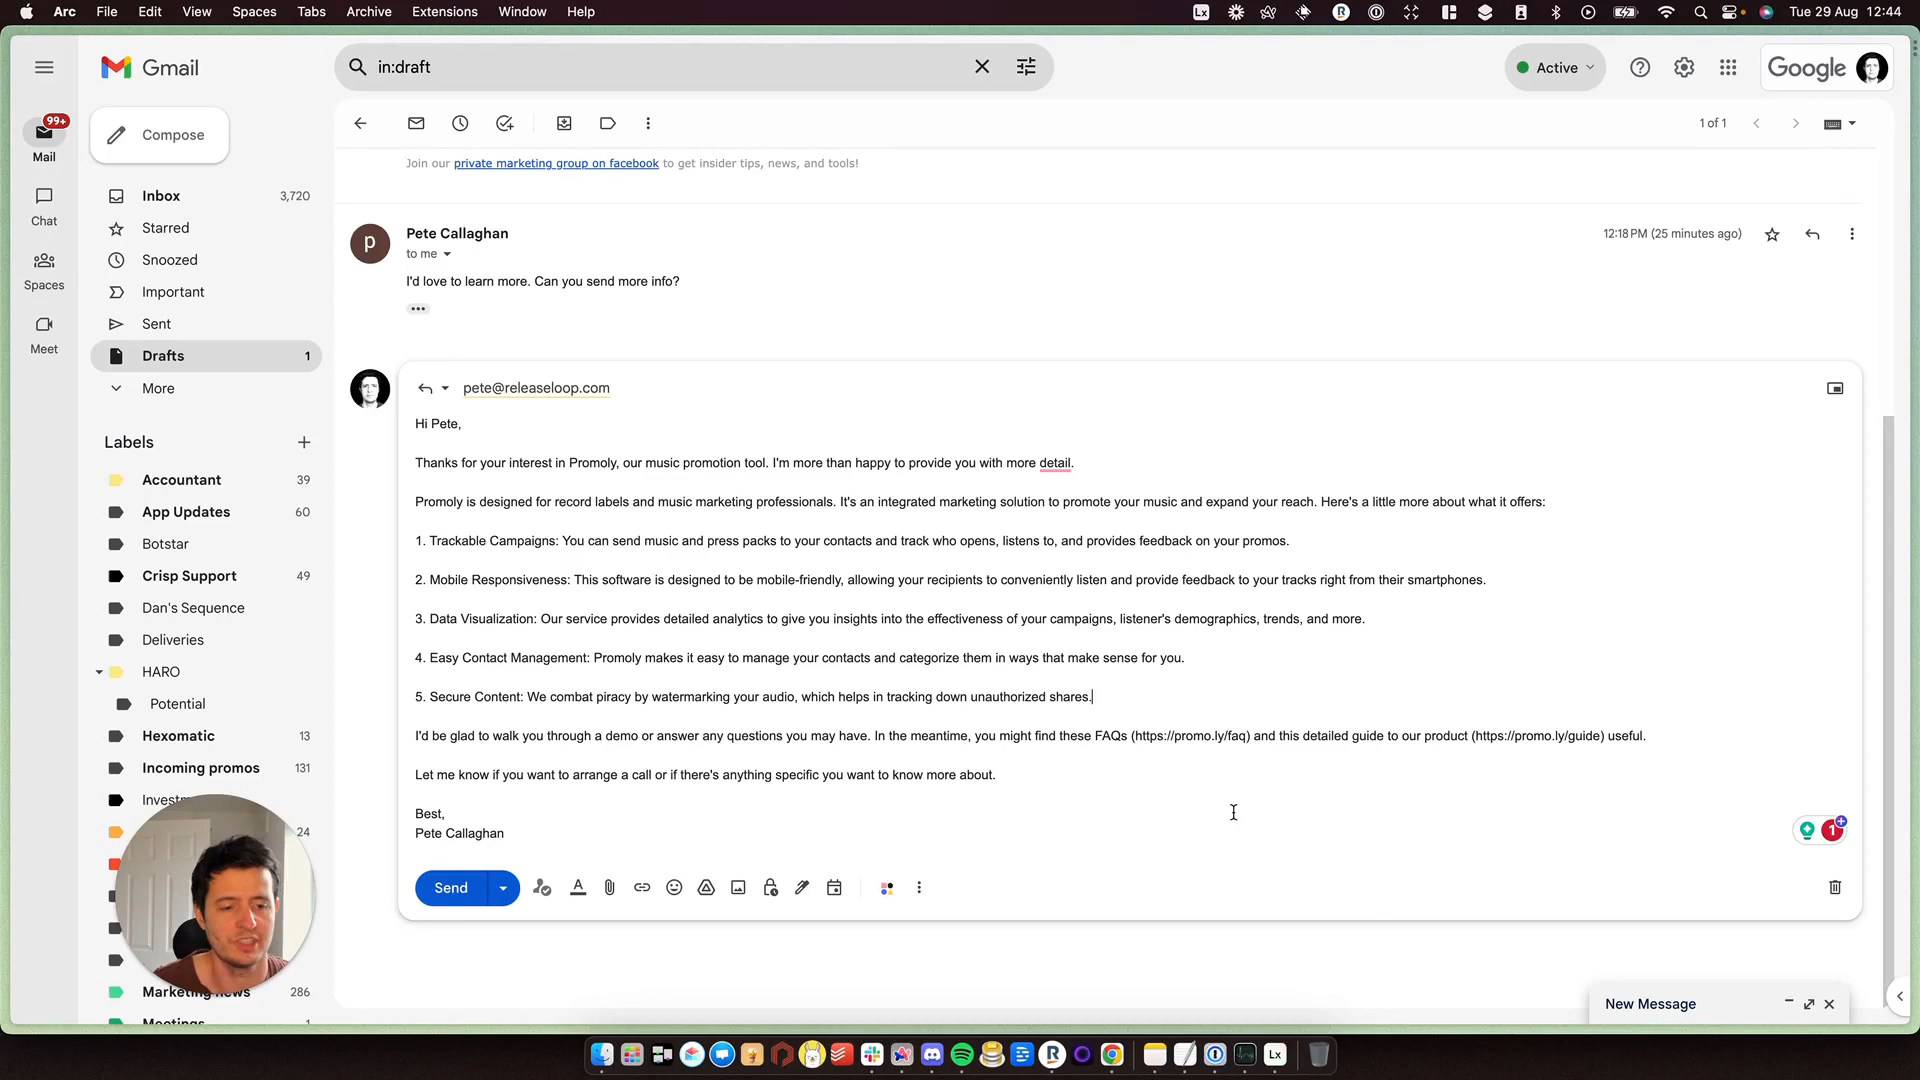 Arc File Edit View Spaces Tabs Archive Extensions Window Help
Tue 29 Aug 12:44
Gmail
in:draft
Active
Google
99+
Mail
Chat
Spaces
Meet
Compose
Inbox 3,720
Starred
Snoozed
Important
Sent
Drafts 1
More
Labels
Accountant 39
App Updates 60
Botstar
Crisp Support 49
Dan's Sequence
Deliveries
HARO
Potential
Hexomatic 13
Incoming promos 131
24
Marketing news 286
Meetings 1
1 of 1
Join our private marketing group on facebook to get insider tips, news, and tools!
p
Pete Callaghan
12:18 PM (25 minutes ago)
to me
I'd love to learn more. Can you send more info?
pete@releaseloop.com
Hi Pete,
Thanks for your interest in Promoly, our music promotion tool. I'm more than happy to provide you with more detail.
Promoly is designed for record labels and music marketing professionals. It's an integrated marketing solution to promote your music and expand your reach. Here's a little more about what it offers:
1. Trackable Campaigns: You can send music and press packs to your contacts and track who opens, listens to, and provides feedback on your promos.
2. Mobile Responsiveness: This software is designed to be mobile-friendly, allowing your recipients to conveniently listen and provide feedback to your tracks right from their smartphones.
3. Data Visualization: Our service provides detailed analytics to give you insights into the effectiveness of your campaigns, listener's demographics, trends, and more.
4. Easy Contact Management: Promoly makes it easy to manage your contacts and categorize them in ways that make sense for you.
5. Secure Content: We combat piracy by watermarking your audio, which helps in tracking down unauthorized shares.
I'd be glad to walk you through a demo or answer any questions you may have. In the meantime, you might find these FAQs (https://promo.ly/faq) and this detailed guide to our product (https://promo.ly/guide) useful.
Let me know if you want to arrange a call or if there's anything specific you want to know more about.
Best,
Pete Callaghan
1
Send
New Message
Lx